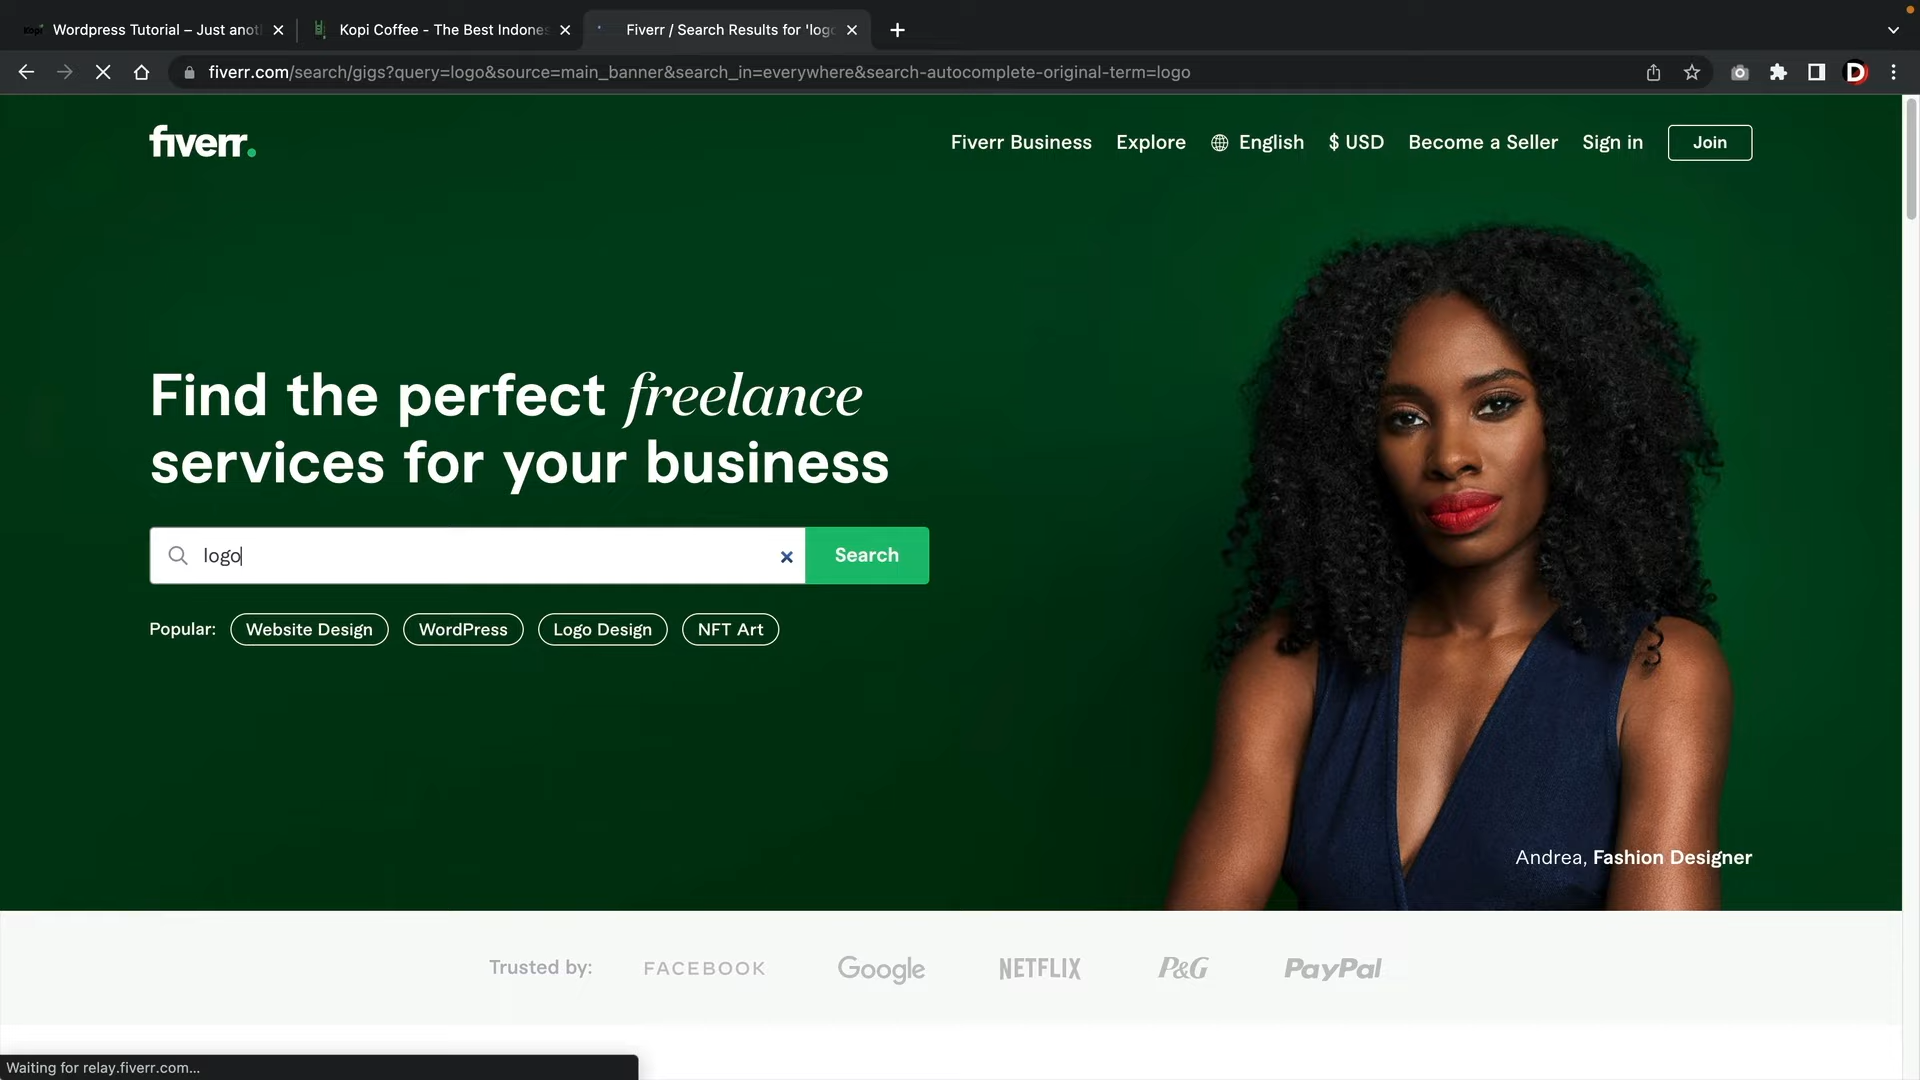 Wordpress Tutorial – Just anot
Kopi Coffee - The Best Indones
Fiverr / Search Results for 'logo
fiverr.com/search/gigs?query=logo&source=main_banner&search_in=everywhere&search-autocomplete-original-term=logo
fiverr.
Fiverr Business
Explore
English
$ USD
Become a Seller
Sign in
Join
Find the perfect freelance
services for your business
logo
Search
Popular:
Website Design
WordPress
Logo Design
NFT Art
Andrea, Fashion Designer
Trusted by:
FACEBOOK
Google
NETFLIX
P&G
PayPal
Waiting for relay.fiverr.com...